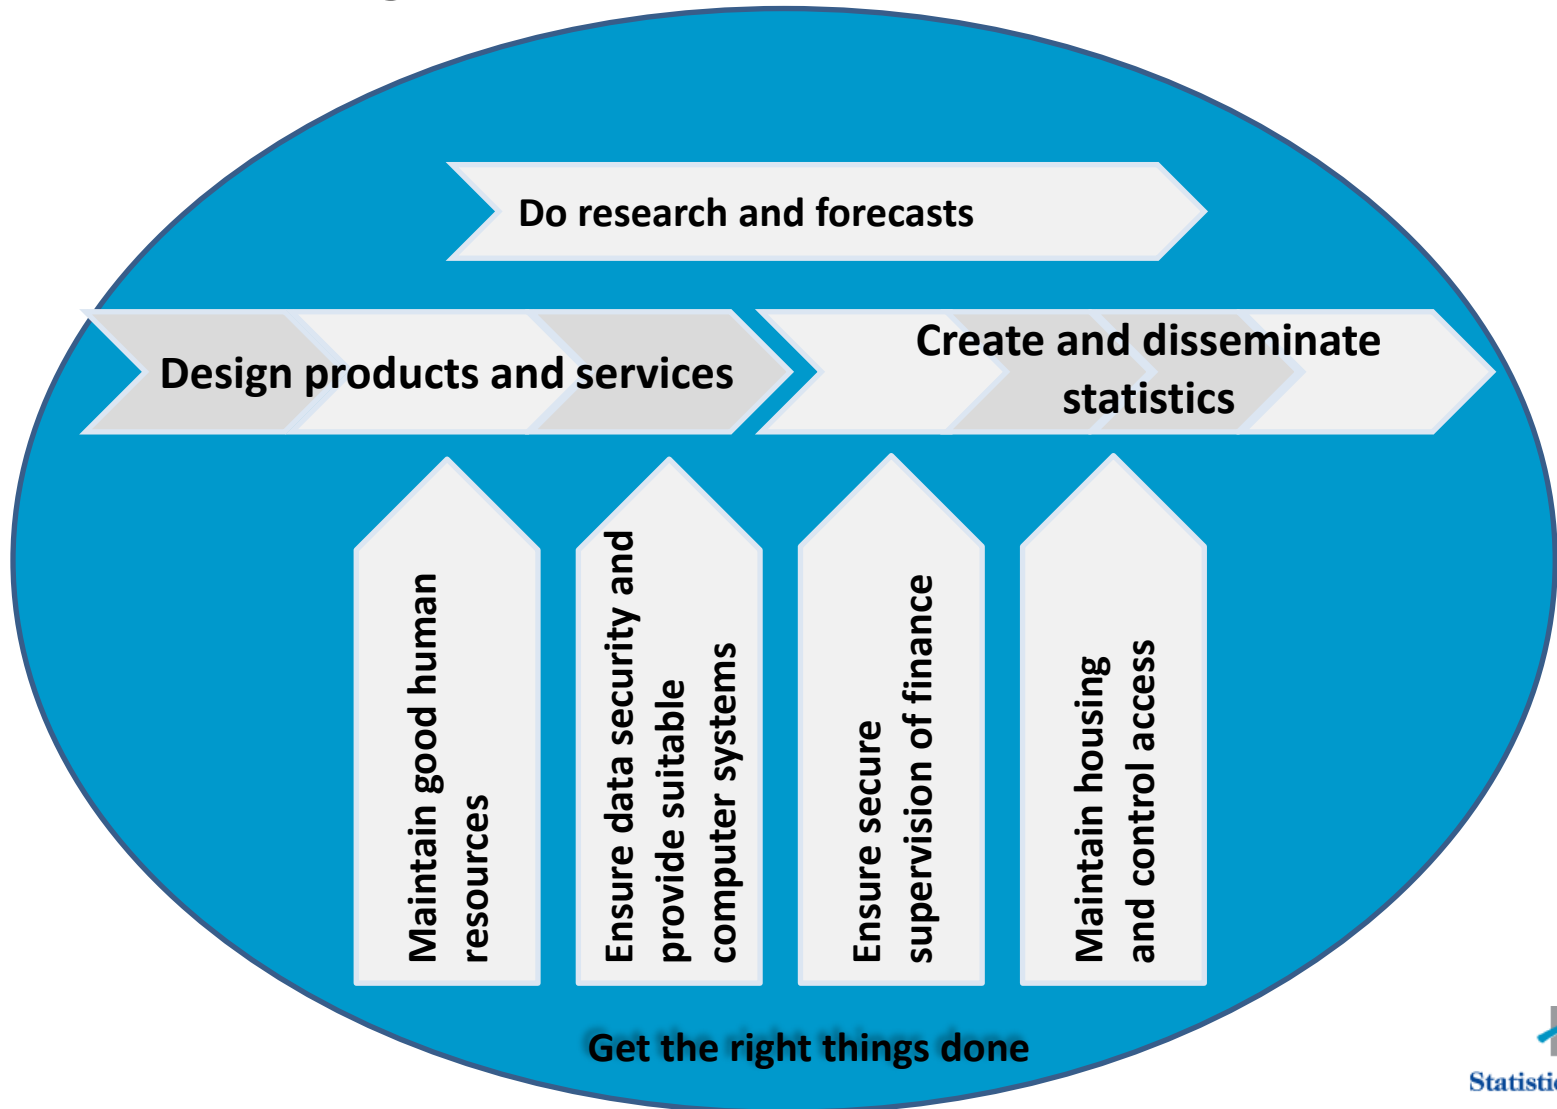 Do research and forecasts
Design products and services
Create and disseminate
statistics
Maintain good human
resources
Ensure data security and
provide suitable
computer systems
Ensure secure
supervision of finance
Maintain housing
and control access
Get the right things done